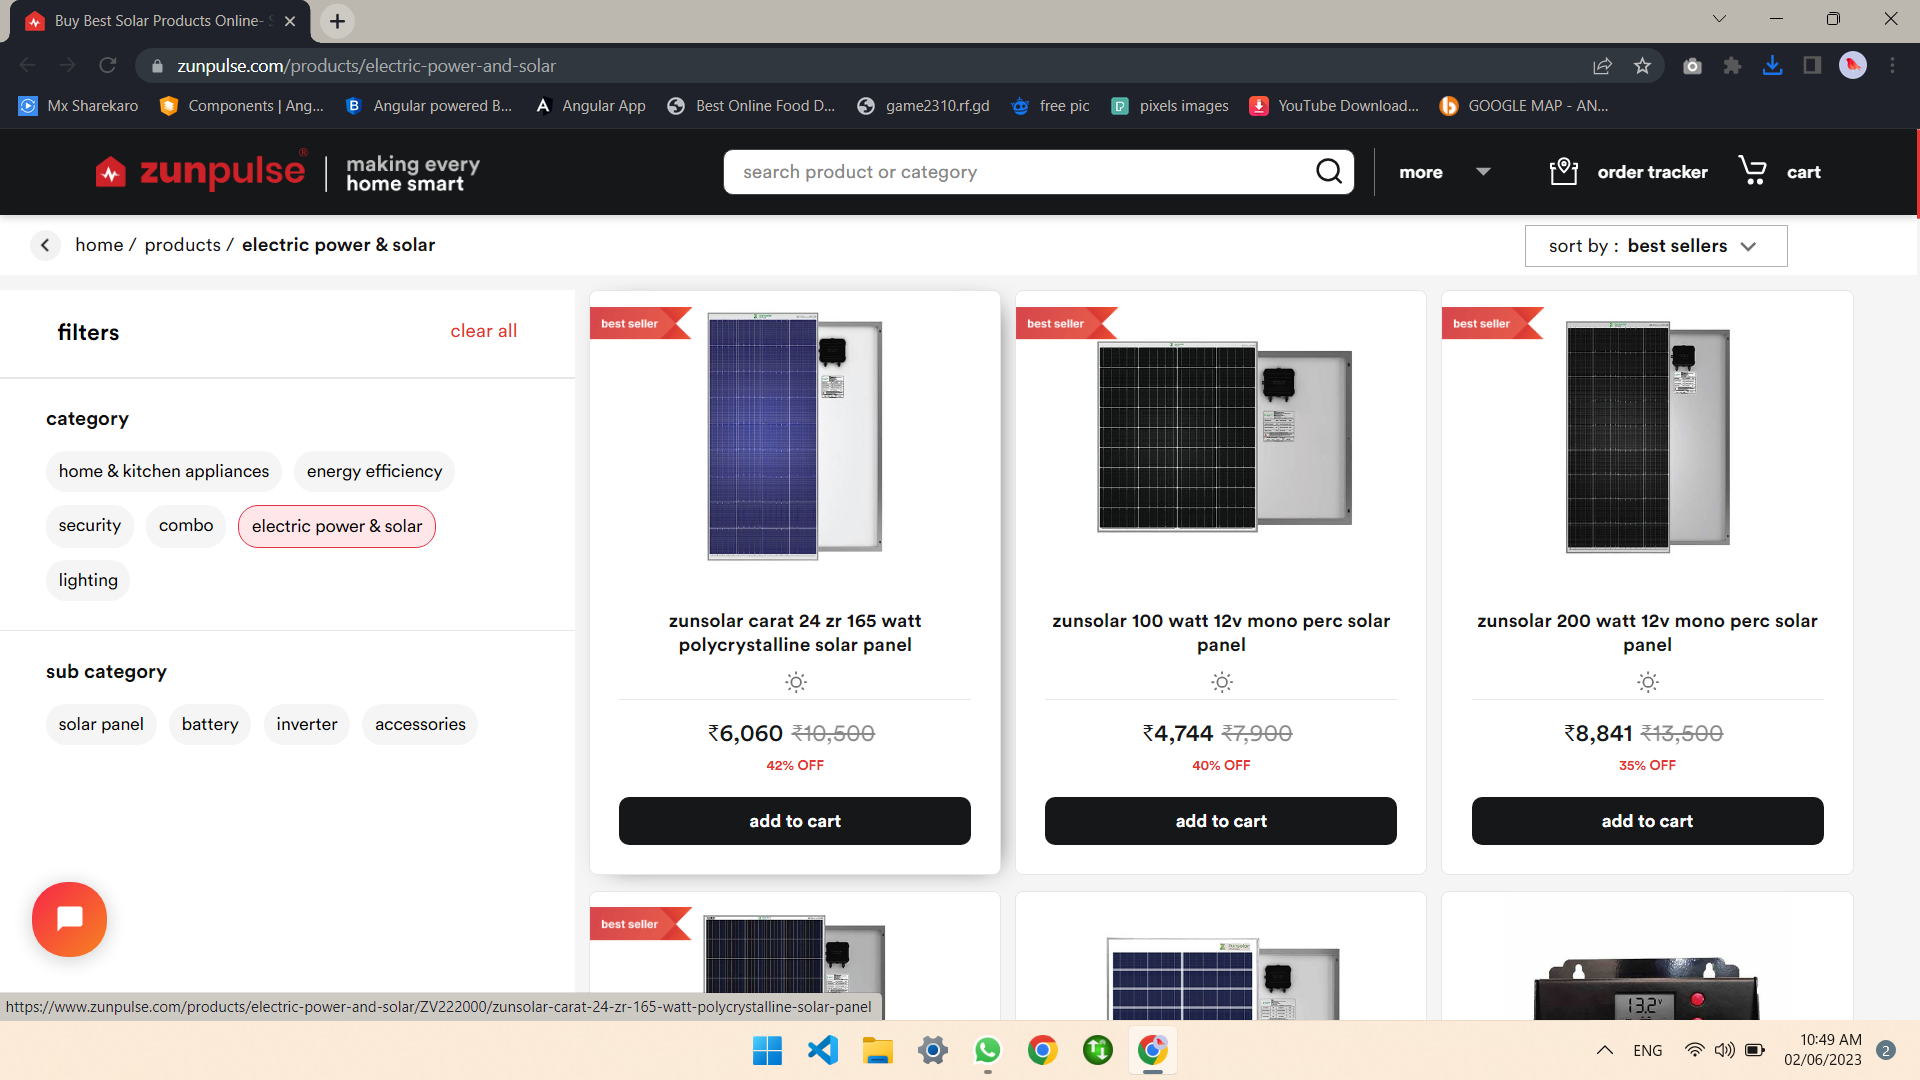 Buy Best Solar Products Online-
zunpulse.com/products/electric-power-and-solar
Mx Sharekaro
Components | Ang...
Angular powered B...
Angular App
Best Online Food D...
game2310.rf.gd
free pic
pixels images
YouTube Download...
GOOGLE MAP - AN...
zunpulse®
making every
home smart
search product or category
more
order tracker
cart
home / products / electric power & solar
sort by : best sellers
filters
clear all
category
home & kitchen appliances
energy efficiency
security
combo
electric power & solar
lighting
sub category
solar panel
battery
inverter
accessories
best seller
zunsolar carat 24 zr 165 watt
polycrystalline solar panel
₹6,060 ₹10,500
42% OFF
add to cart
best seller
zunsolar 100 watt 12v mono perc solar
panel
₹4,744 ₹7,900
40% OFF
add to cart
best seller
zunsolar 200 watt 12v mono perc solar
panel
₹8,841 ₹13,500
35% OFF
add to cart
best seller
13.2V
https://www.zunpulse.com/products/electric-power-and-solar/ZV222000/zunsolar-carat-24-zr-165-watt-polycrystalline-solar-panel
ENG
10:49 AM
02/06/2023
2